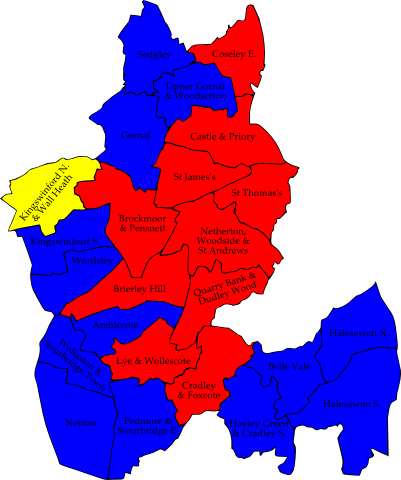 Sedgley
Coseley E.
Upper Gornal
& Woodsetton
Gornal
Castle & Priory
St James's
St Thomas's
Kingswinford N.
& Wall Heath
Brockmoor
& Pensnett
Netherton,
Woodside &
St Andrews
Kingswinford S.
Wordsley
Brierley Hill
Quarry Bank &
Dudley Wood
Amblecote
Halesowen N.
Wollaston &
Stourbridge Town
Lye & Wollescote
Belle Vale
Cradley
& Foxcote
Halesowen S.
Norton
Pedmore &
Stourbridge E.
Hayley Green
& Cradley S.